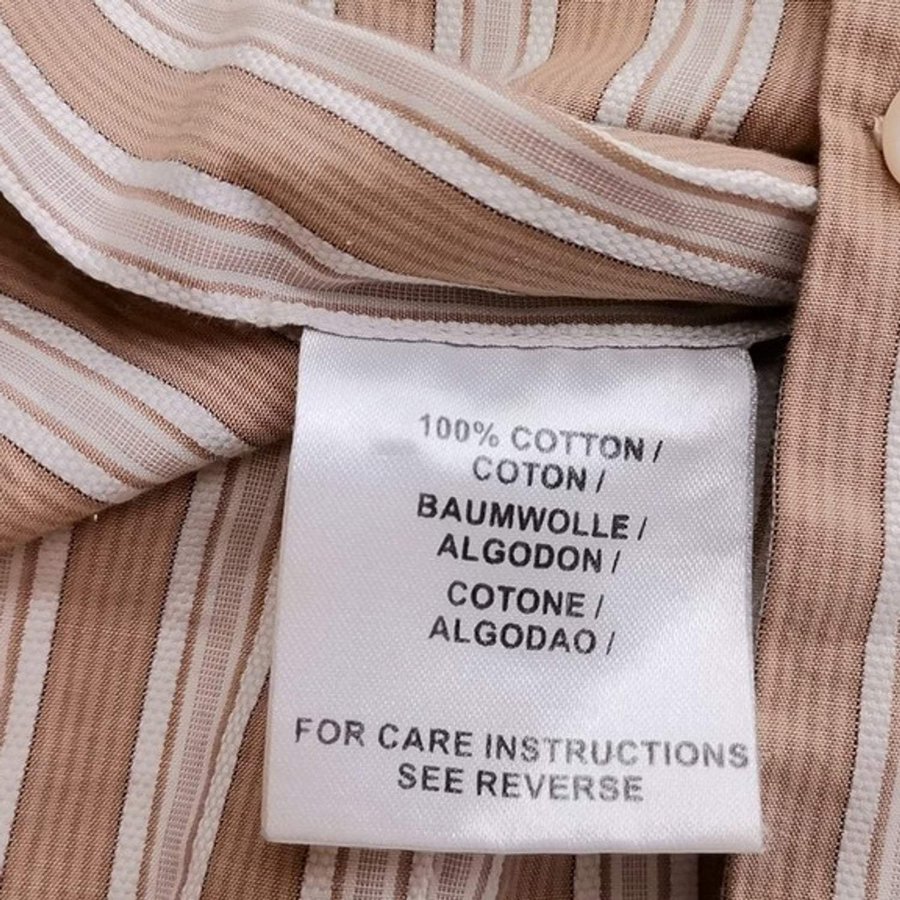 100% COTTON /
COTON /
BAUMWOLLE /
ALGODON /
COTONE /
ALGODAO /
FOR CARE INSTRUCTIONS
SEE REVERSE